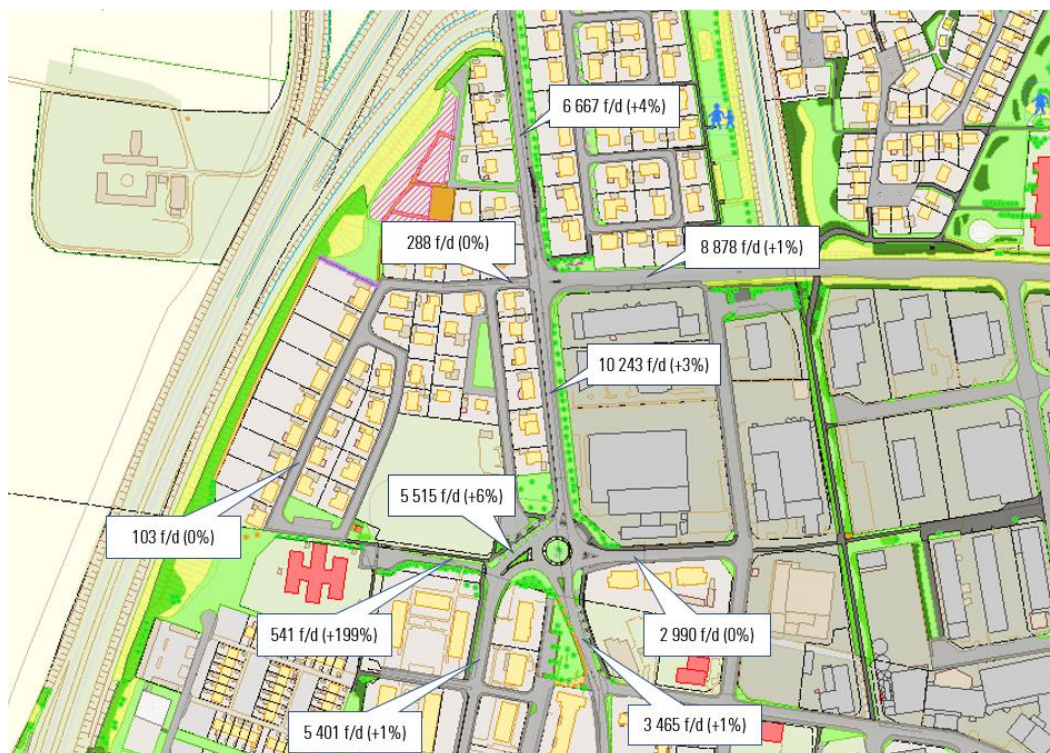 6 667 f/d (+4%)
288 f/d (0%)
8 878 f/d (+1%)
10 243 f/d (+3%)
5 515 f/d (+6%)
103 f/d (0%)
541 f/d (+199%)
2 990 f/d (0%)
5 401 f/d (+1%)
3 465 f/d (+1%)